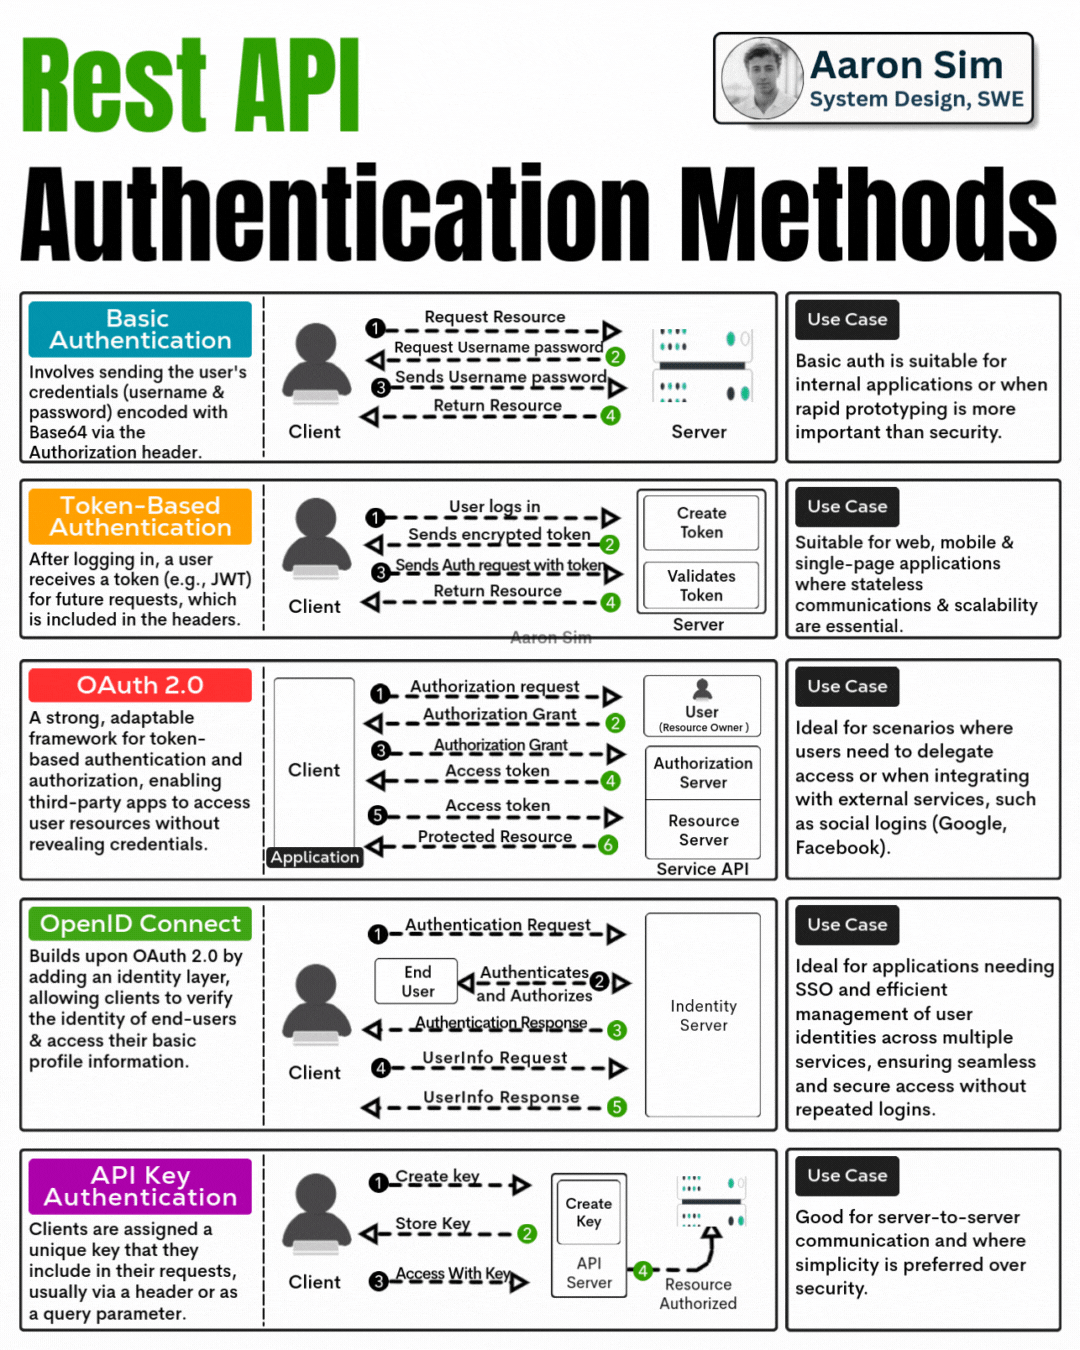 Rest API
Aaron Sim
System Design, SWE
Authentication Methods
Basic
Authentication
Involves sending the user's
credentials (username &
password) encoded with
Base64 via the
Authorization header.
Client
1
Request Resource
Request Username password
2
3
Sends Username password
Return Resource
4
Server
Use Case
Basic auth is suitable for
internal applications or when
rapid prototyping is more
important than security.
Token-Based
Authentication
After logging in, a user
receives a token (e.g., JWT)
for future requests, which
is included in the headers.
Client
1
User logs in
Sends encrypted token
2
3
Sends Auth request with token
Return Resource
4
Create
Token
Validates
Token
Server
Use Case
Suitable for web, mobile &
single-page applications
where stateless
communications & scalability
are essential.
Aaron Sim
OAuth 2.0
A strong, adaptable
framework for token-
based authentication and
authorization, enabling
third-party apps to access
user resources without
revealing credentials.
Client
Application
1
Authorization request
Authorization Grant
2
3
Authorization Grant
Access token
4
5
Access token
Protected Resource
6
User
(Resource Owner )
Authorization
Server
Resource
Server
Service API
Use Case
Ideal for scenarios where
users need to delegate
access or when integrating
with external services, such
as social logins (Google,
Facebook).
OpenID Connect
Builds upon OAuth 2.0 by
adding an identity layer,
allowing clients to verify
the identity of end-users
& access their basic
profile information.
Client
1
Authentication Request
End
User
Authenticates
and Authorizes
2
Authentication Response
3
4
UserInfo Request
UserInfo Response
5
Indentity
Server
Use Case
Ideal for applications needing
SSO and efficient
management of user
identities across multiple
services, ensuring seamless
and secure access without
repeated logins.
API Key
Authentication
Clients are assigned a
unique key that they
include in their requests,
usually via a header or as
a query parameter.
Client
1
Create key
Store Key
2
3
Access With Key
Create
Key
API
Server
4
Resource
Authorized
Use Case
Good for server-to-server
communication and where
simplicity is preferred over
security.